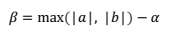 β = max(|a|, |b|) − α